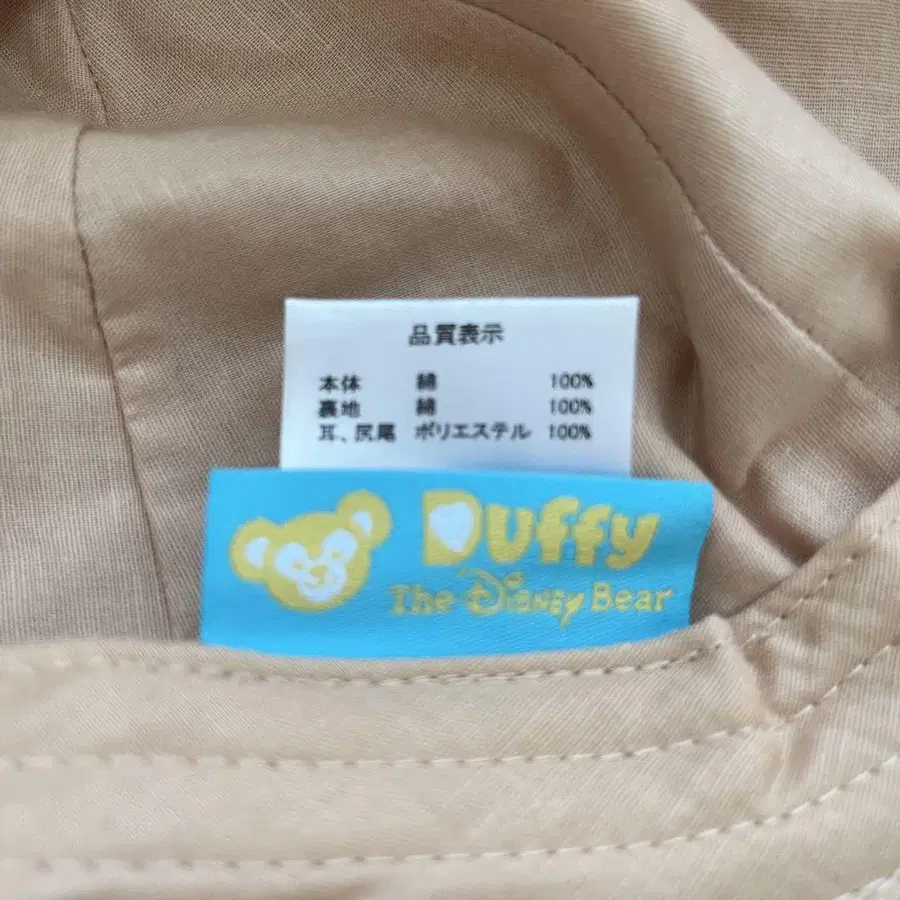 品質表示
本体 綿 100%
裏地 綿 100%
耳、尻尾 ポリエステル 100%
Duffy
The Disney Bear